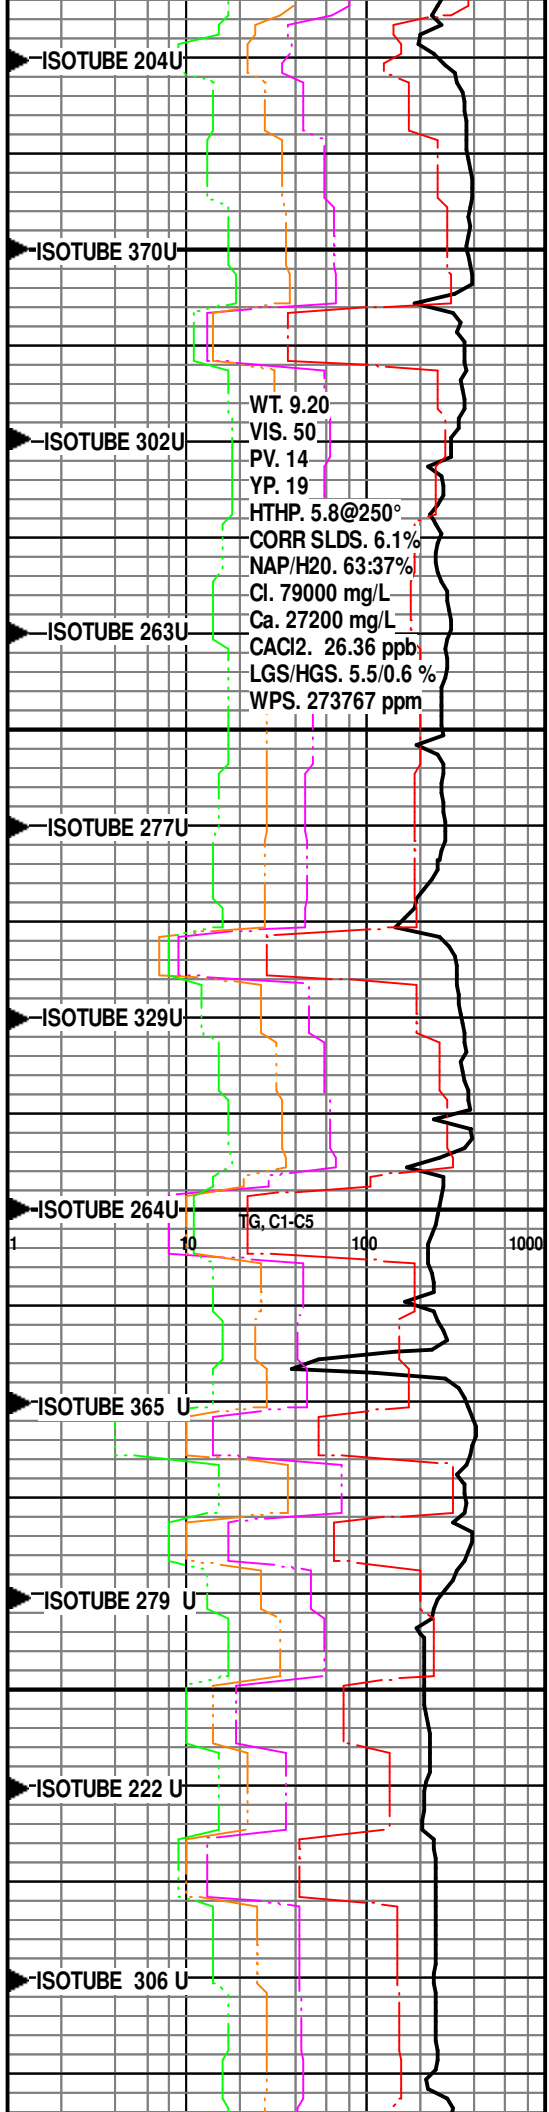 ISOTUBE 204U
ISOTUBE 370U
WT. 9.20
VIS. 50
ISOTUBE 302U
PV. 14
YP. 19
HTHP. 5.8@250°
CORR SLDS. 6.1%
NAP/H20. 63:37%
Cl. 79000 mg/L
Ca. 27200 mg/L
ISOTUBE 263U
CACl2. 26.36 ppb
LGS/HGS. 5.5/0.6 %
WPS. 273767 ppm
ISOTUBE 277U
ISOTUBE 329U
ISOTUBE 264U
TG, C1-C5
1 10 100 1000
ISOTUBE 365 U
ISOTUBE 279 U
ISOTUBE 222 U
ISOTUBE 306 U